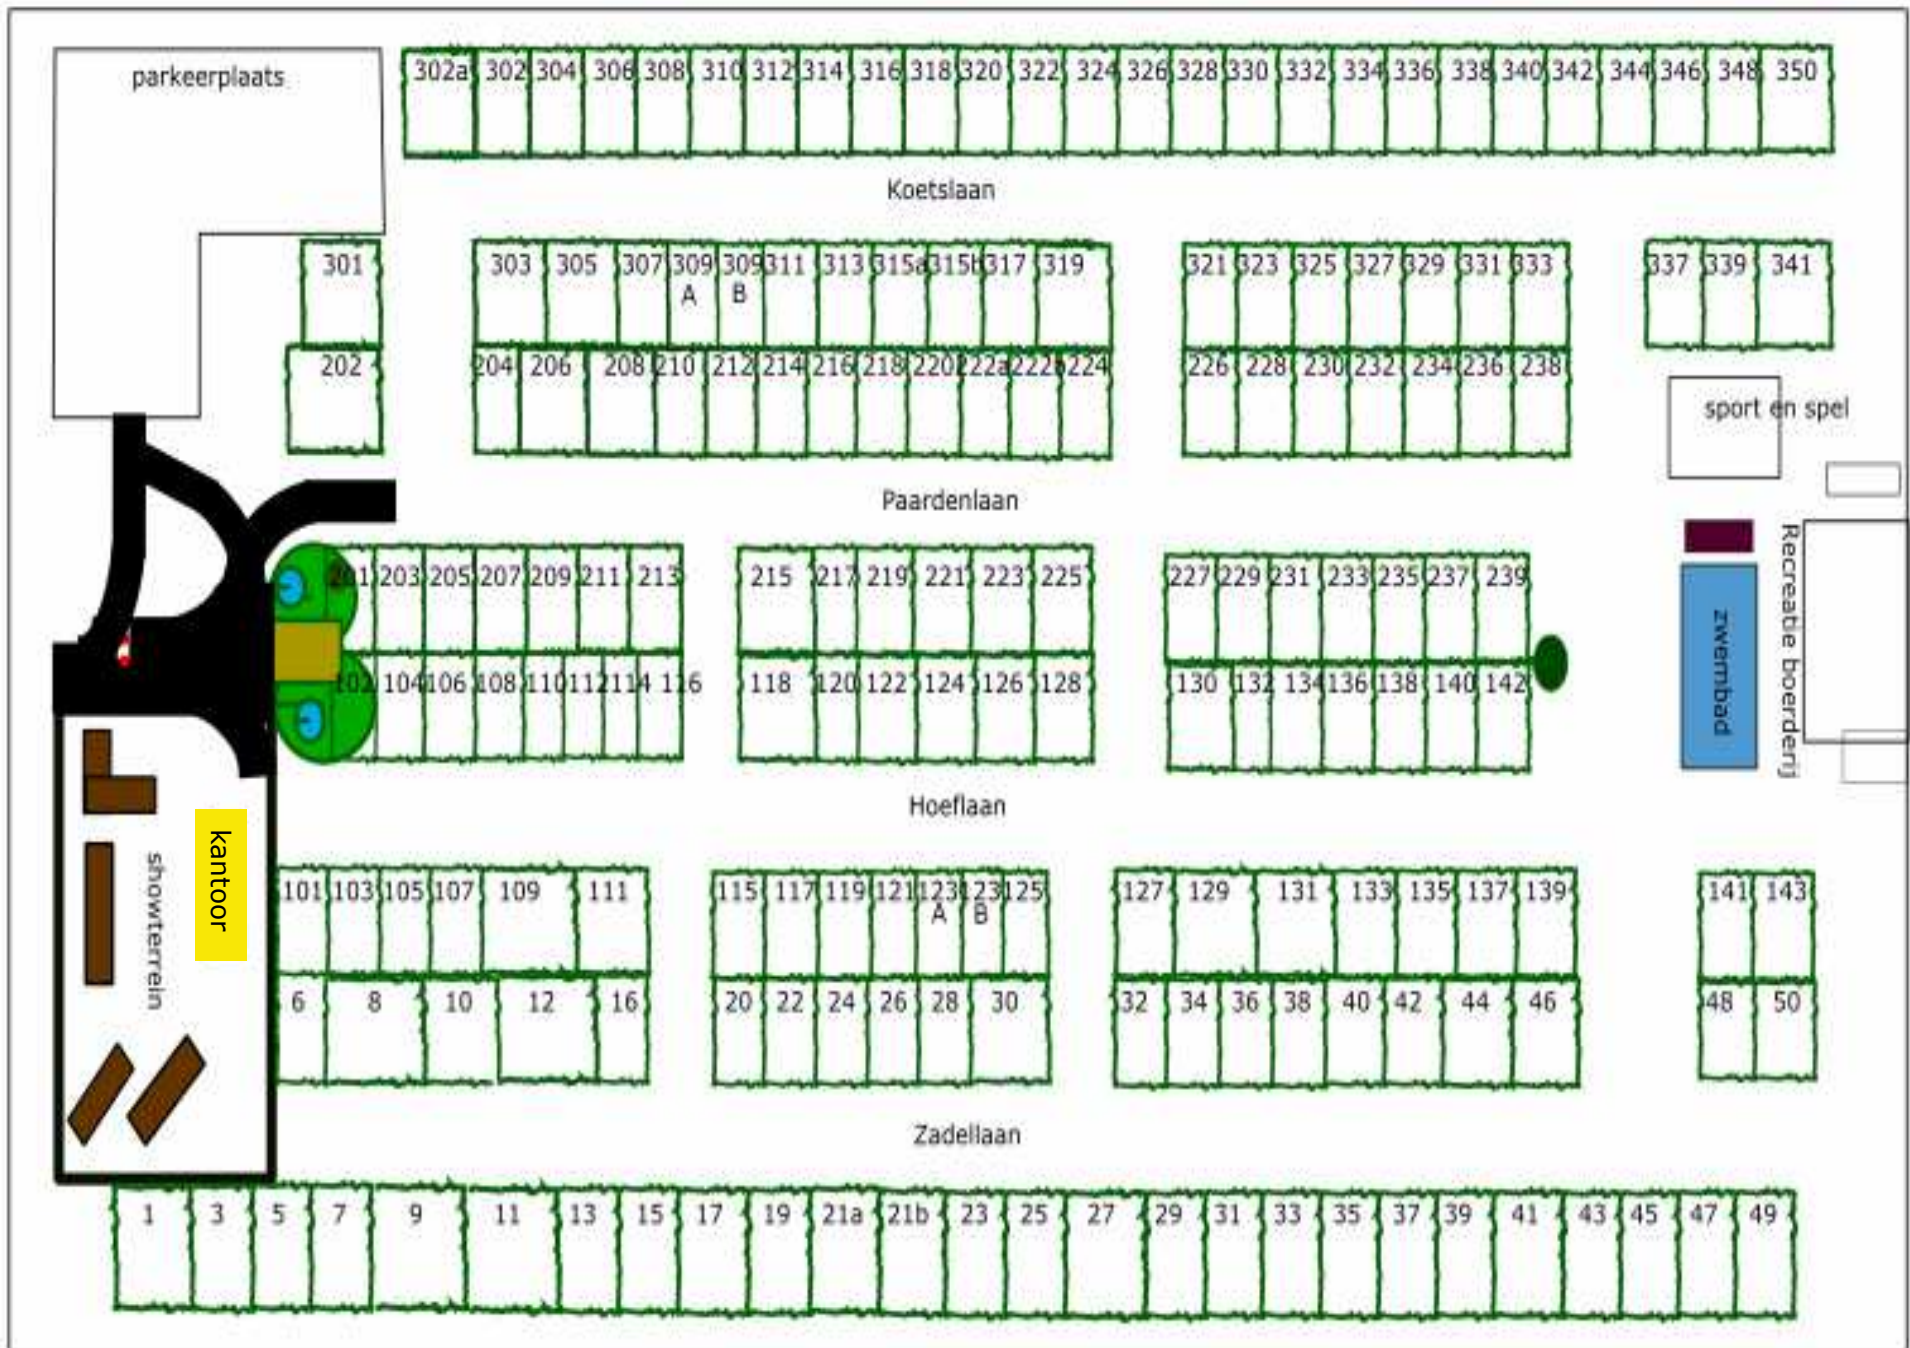 parkeerplaats
302a 302 304 306 308 310 312 314 316 318 320 322 324 326 328 330 332 334 336 338 340 342 344 346 348 350
Koetslaan
301 303 305 307 309 309 311 313 315a 315b 317 319 321 323 325 327 329 331 333 337 339 341
A B
202 204 206 208 210 212 214 216 218 220 222a 222b 224 226 228 230 232 234 236 238
sport en spel
Paardenlaan
201 203 205 207 209 211 213 215 217 219 221 223 225 227 229 231 233 235 237 239
Recreatie boerderij
zwembad
102 104 106 108 110 112 114 116 118 120 122 124 126 128 130 132 134 136 138 140 142
Hoeflaan
kantoor
showterrein
101 103 105 107 109 111 115 117 119 121 123 123 125 127 129 131 133 135 137 139 141 143
A B
6 8 10 12 16 20 22 24 26 28 30 32 34 36 38 40 42 44 46 48 50
Zadellaan
1 3 5 7 9 11 13 15 17 19 21a 21b 23 25 27 29 31 33 35 37 39 41 43 45 47 49